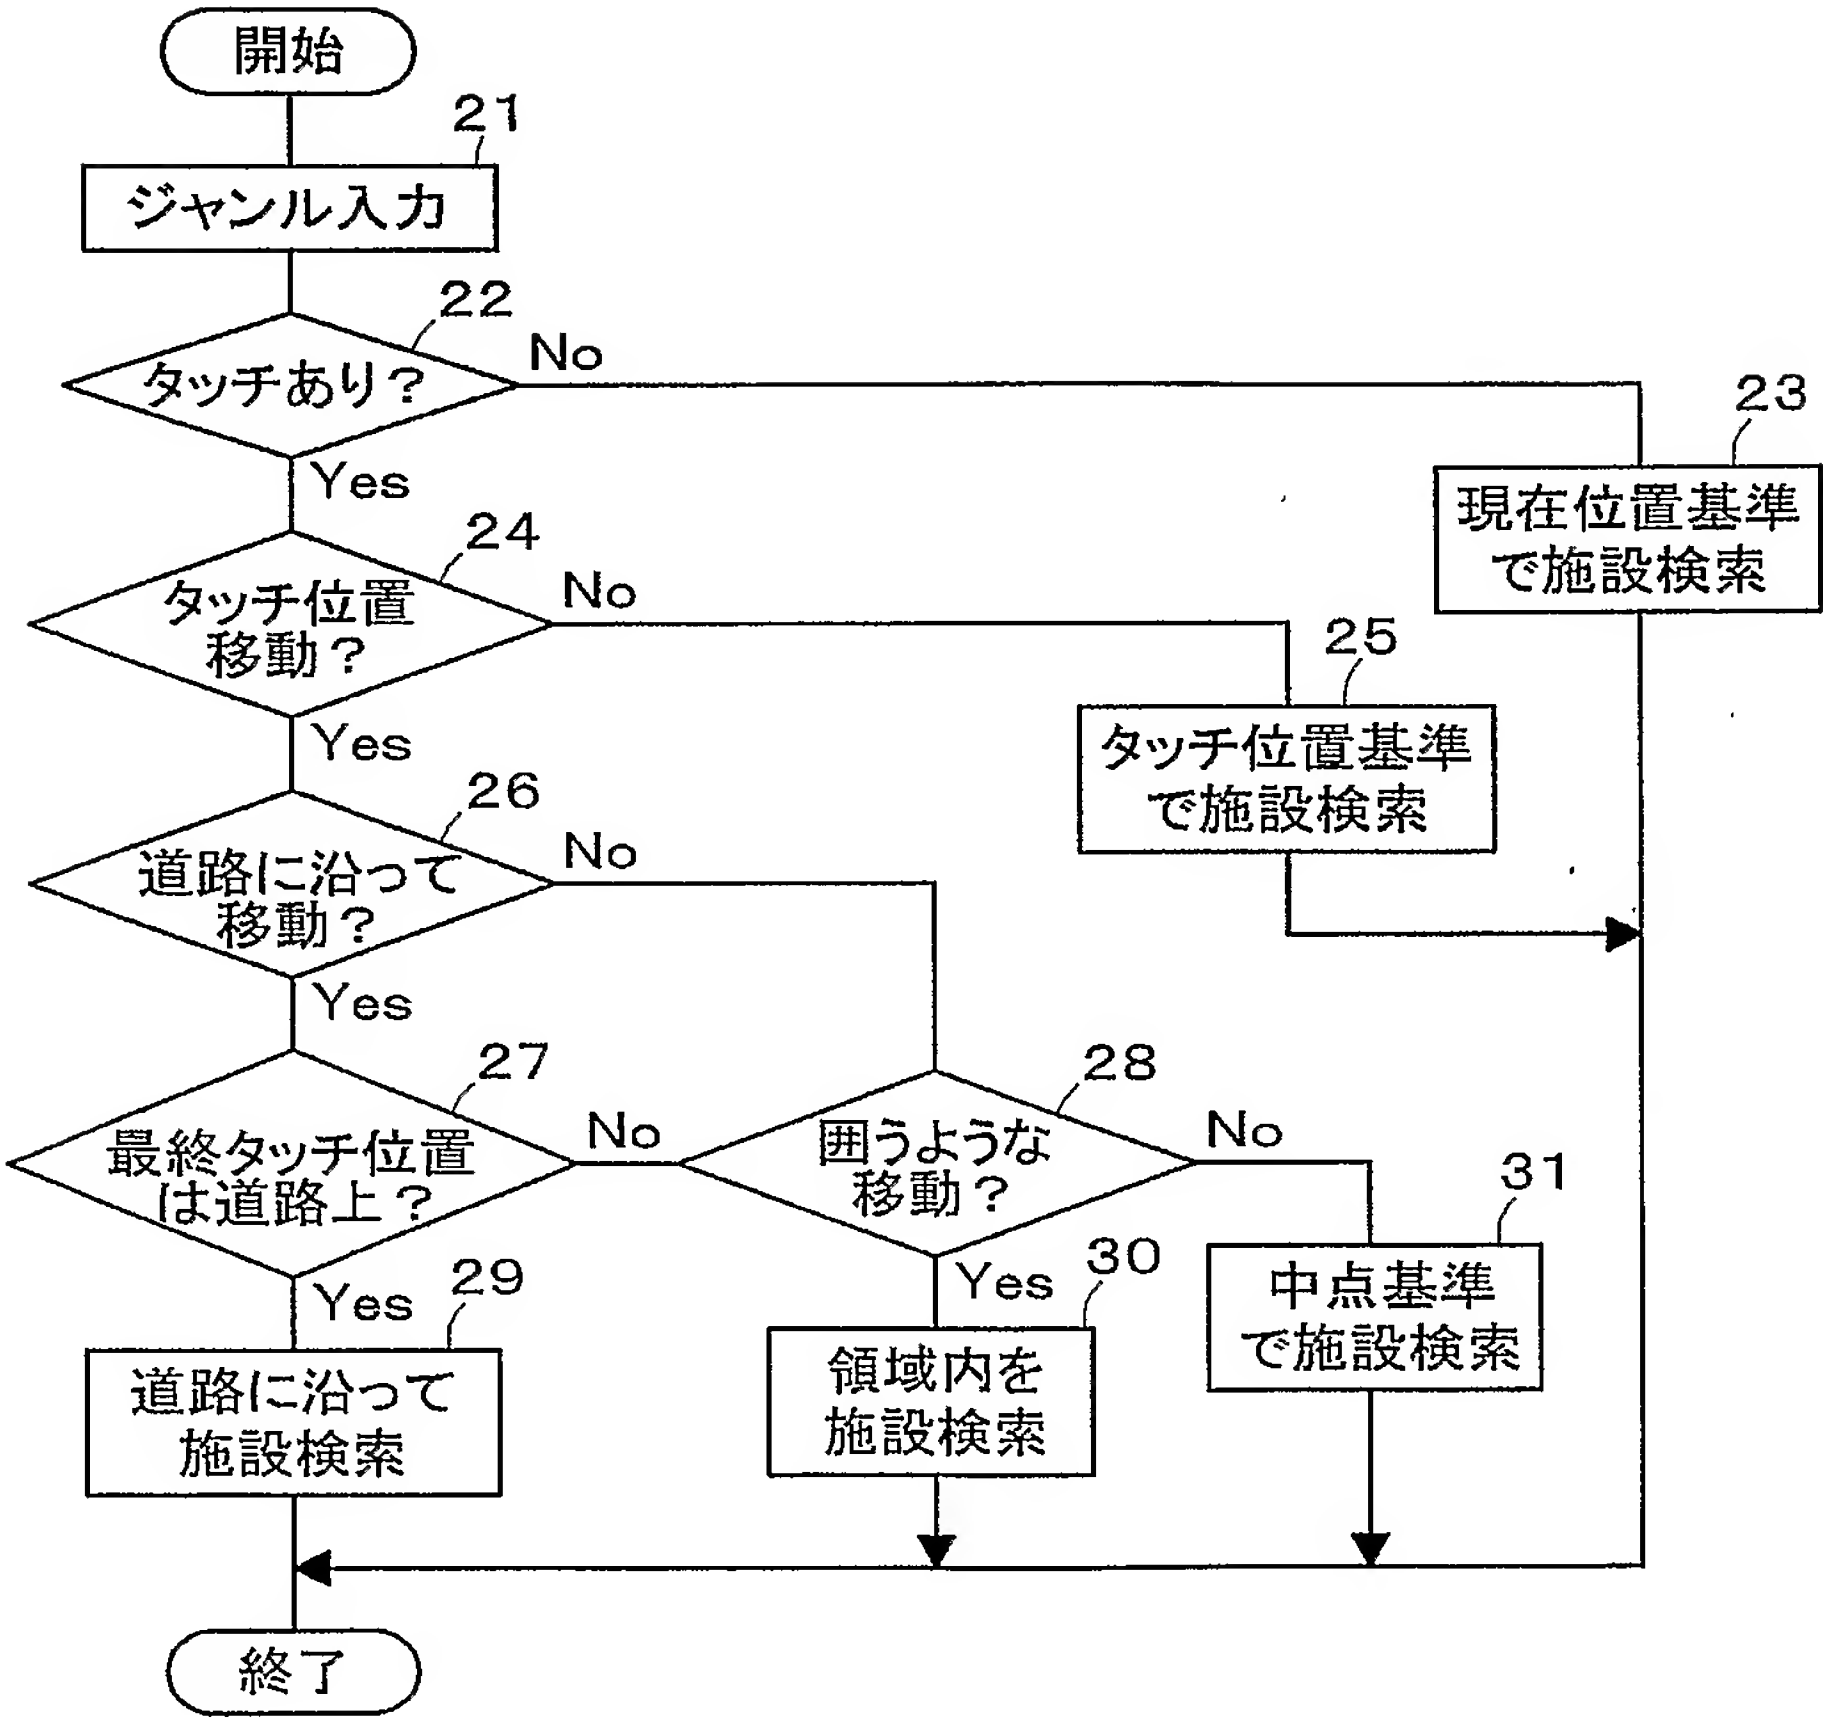 開始
21
ジャンル入力
22
タッチあり？
No
Yes
23
現在位置基準
で施設検索
24
タッチ位置
移動？
No
Yes
25
タッチ位置基準
で施設検索
26
道路に沿って
移動？
No
Yes
27
最終タッチ位置
は道路上？
No
Yes
28
囲うような
移動？
No
Yes
29
道路に沿って
施設検索
30
領域内を
施設検索
31
中点基準
で施設検索
終了